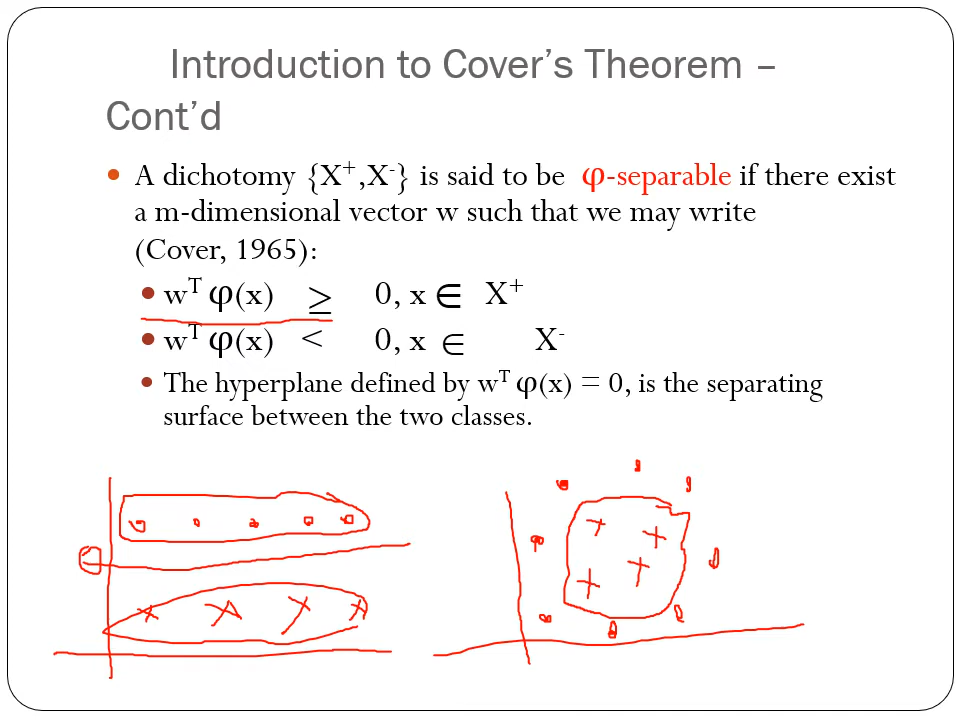 Introduction to Cover's Theorem –
Cont'd
• A dichotomy {X⁺,X⁻} is said to be φ-separable if there exist
a m-dimensional vector w such that we may write
(Cover, 1965):
• wᵀ φ(x) ≥ 0, x ∈ X⁺
• wᵀ φ(x) < 0, x ∈ X⁻
• The hyperplane defined by wᵀ φ(x) = 0, is the separating
surface between the two classes.